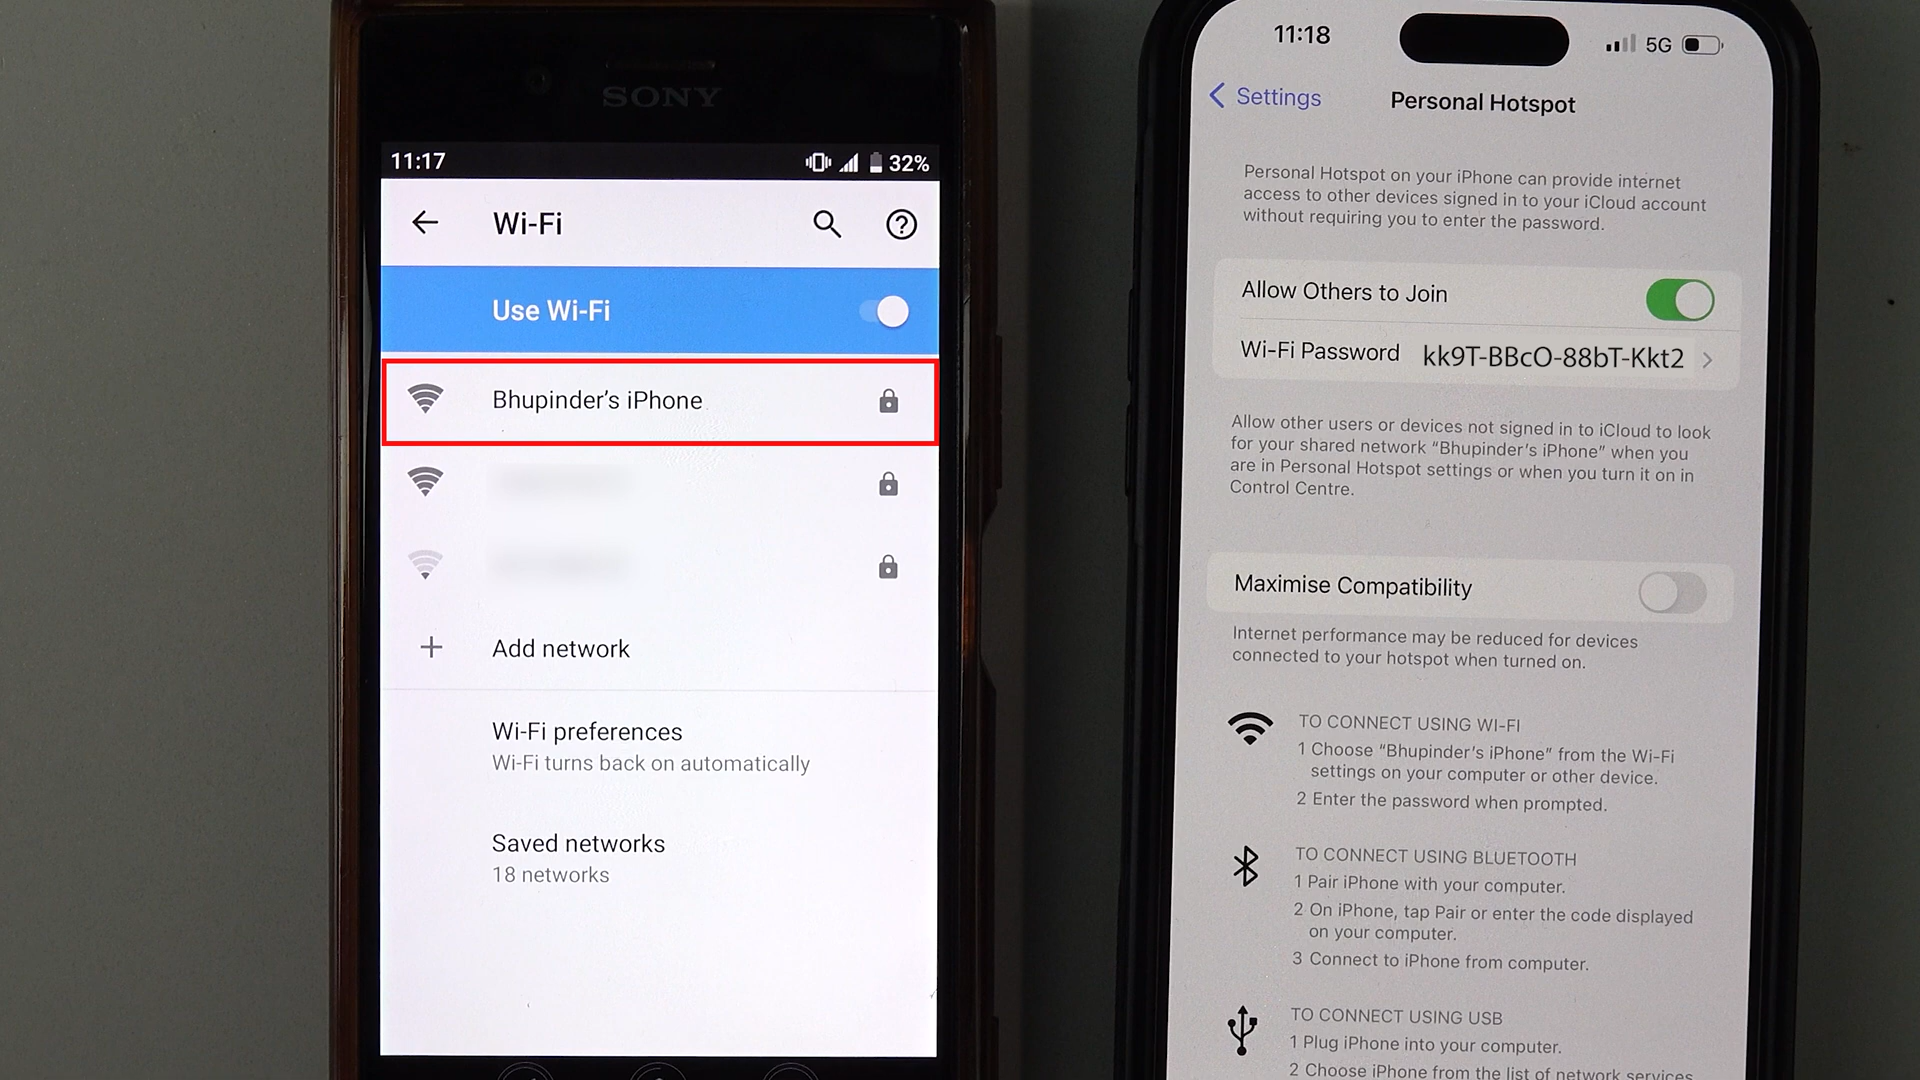 SONY
11:17
32%
Wi-Fi
Use Wi-Fi
Bhupinder’s iPhone
Add network
Wi-Fi preferences
Wi-Fi turns back on automatically
Saved networks
18 networks
11:18
5G
Settings
Personal Hotspot
Personal Hotspot on your iPhone can provide internet
access to other devices signed in to your iCloud account
without requiring you to enter the password.
Allow Others to Join
Wi-Fi Password kk9T-BBcO-88bT-Kkt2
Allow other users or devices not signed in to iCloud to look
for your shared network “Bhupinder’s iPhone” when you
are in Personal Hotspot settings or when you turn it on in
Control Centre.
Maximise Compatibility
Internet performance may be reduced for devices
connected to your hotspot when turned on.
TO CONNECT USING WI-FI
1 Choose “Bhupinder’s iPhone” from the Wi-Fi
settings on your computer or other device.
2 Enter the password when prompted.
TO CONNECT USING BLUETOOTH
1 Pair iPhone with your computer.
2 On iPhone, tap Pair or enter the code displayed
on your computer.
3 Connect to iPhone from computer.
TO CONNECT USING USB
1 Plug iPhone into your computer.
2 Choose iPhone from the list of network services